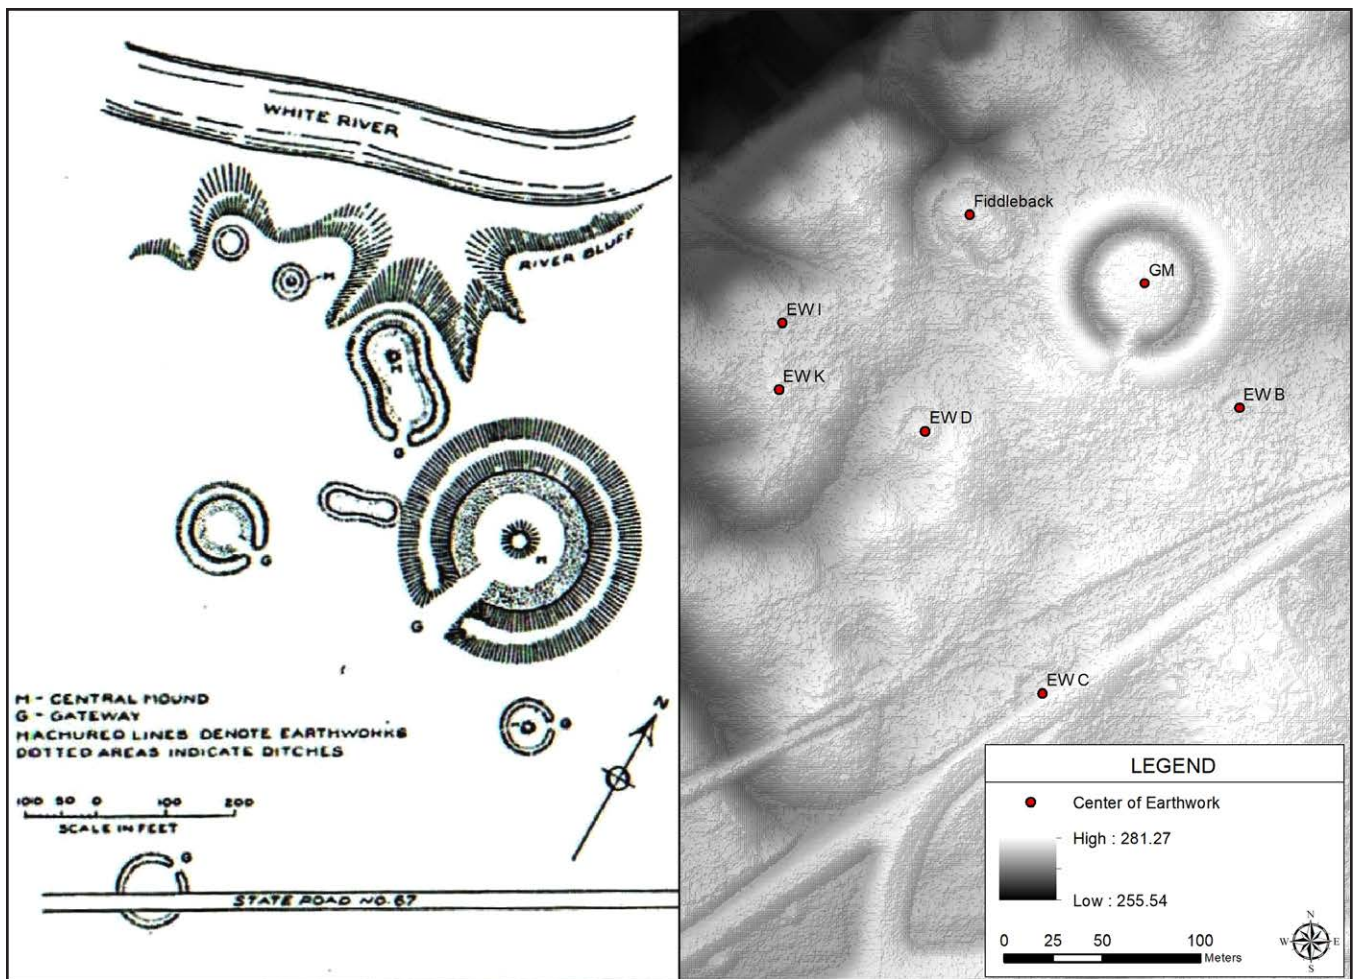 WHITE RIVER
M
RIVER BLUFF
M
G
G
M
G
M - CENTRAL MOUND
G - GATEWAY
HACHURED LINES DENOTE EARTHWORKS
DOTTED AREAS INDICATE DITCHES
G
N
100 50 0 100 200
SCALE IN FEET
G
STATE ROAD NO. 67
Fiddleback
GM
EW I
EW K
EW B
EW D
EW C
LEGEND
Center of Earthwork
High : 281.27
Low : 255.54
N
W E
S
0 25 50 100
Meters